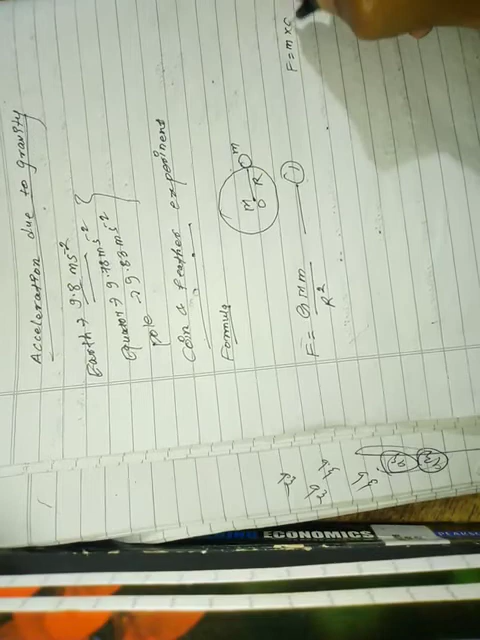 Acceleration due to gravity
Earth → 9.8 ms⁻²
Equator → 9.78 ms⁻²
pole → 9.83 ms⁻²
Coin & feather experiment
Formula
M
R
O
m
F = GMm / R² — ①
F = m x a
ECONOMICS
PEARSON